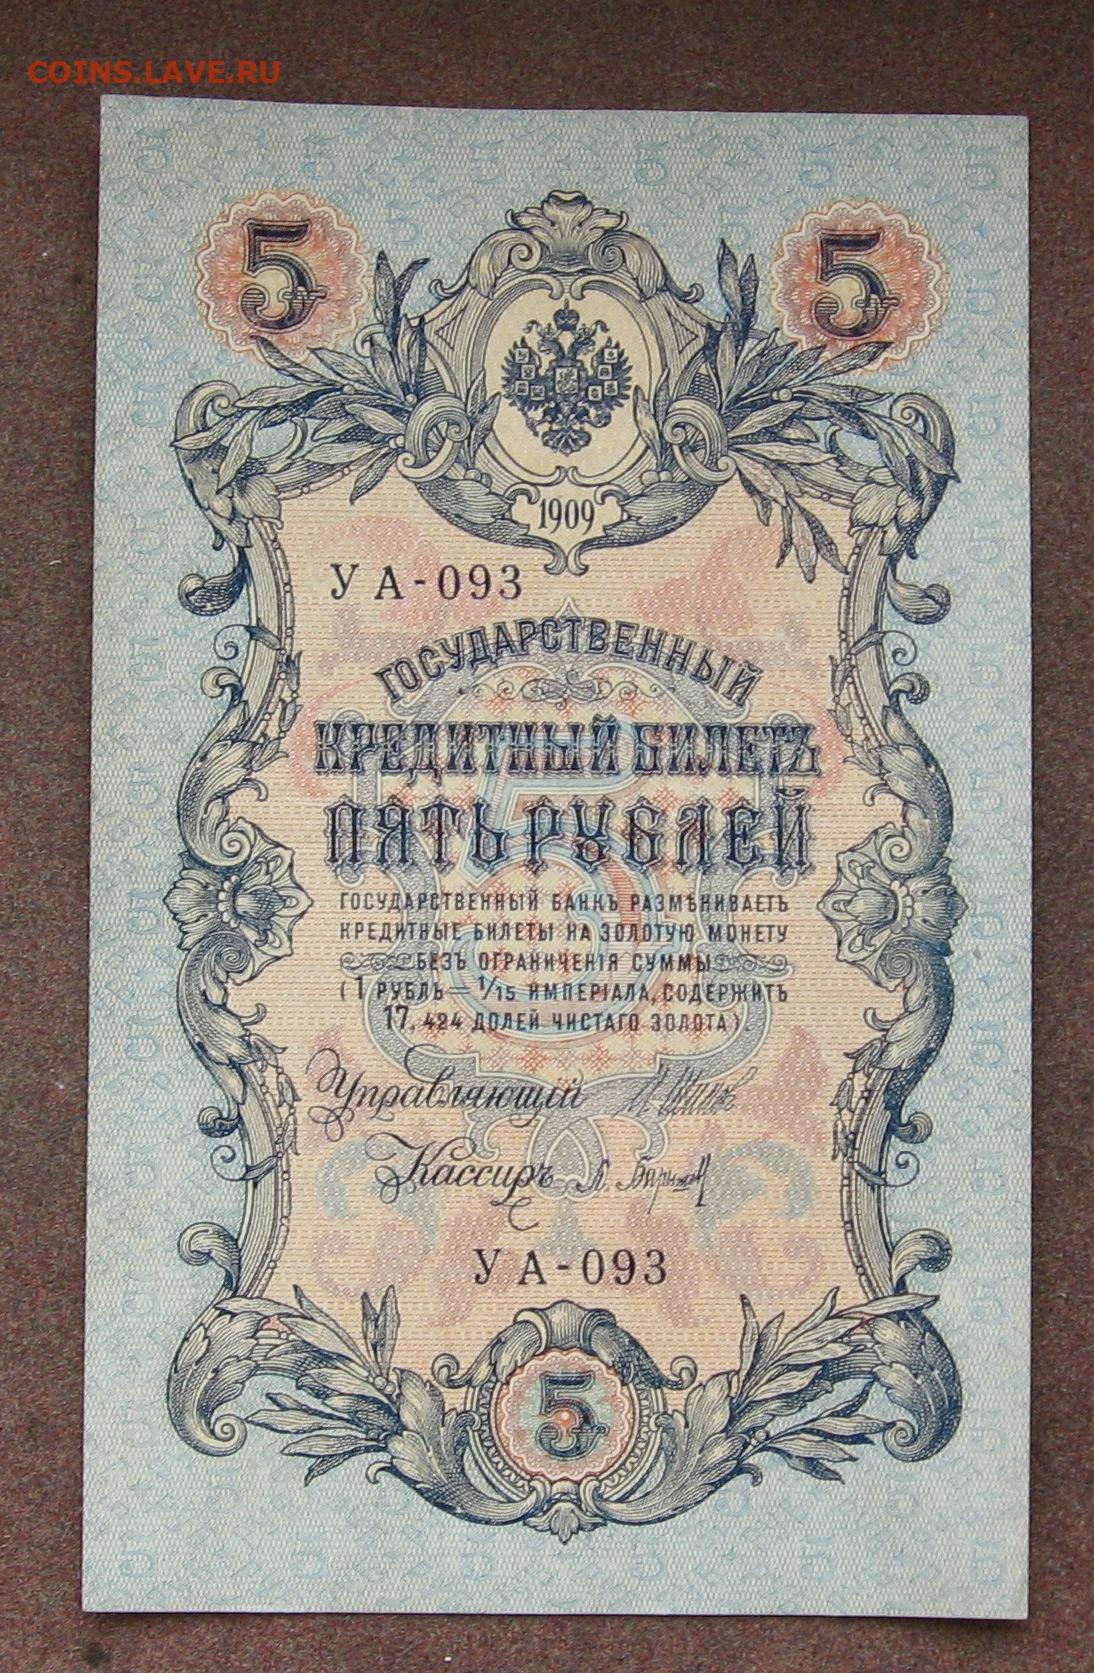 COINS.LAVE.RU
5 5
1909
УА-093
ГОСУДАРСТВЕННЫЙ
КРЕДИТНЫЙ БИЛЕТЪ
ПЯТЬ РУБЛЕЙ
ГОСУДАРСТВЕННЫЙ БАНКЪ РАЗМѢНИВАЕТЪ
КРЕДИТНЫЕ БИЛЕТЫ НА ЗОЛОТУЮ МОНЕТУ
БЕЗЪ ОГРАНИЧЕНІЯ СУММЫ
(1 РУБЛЬ — 1/15 ИМПЕРІАЛА, СОДЕРЖИТЪ
17,424 ДОЛЕЙ ЧИСТАГО ЗОЛОТА).
Управляющій
Кассиръ
УА-093
5